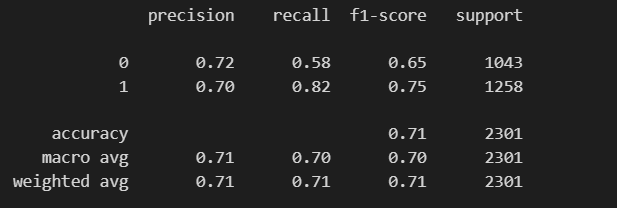 precision recall f1-score support
0 0.72 0.58 0.65 1043
1 0.70 0.82 0.75 1258
accuracy 0.71 2301
macro avg 0.71 0.70 0.70 2301
weighted avg 0.71 0.71 0.71 2301